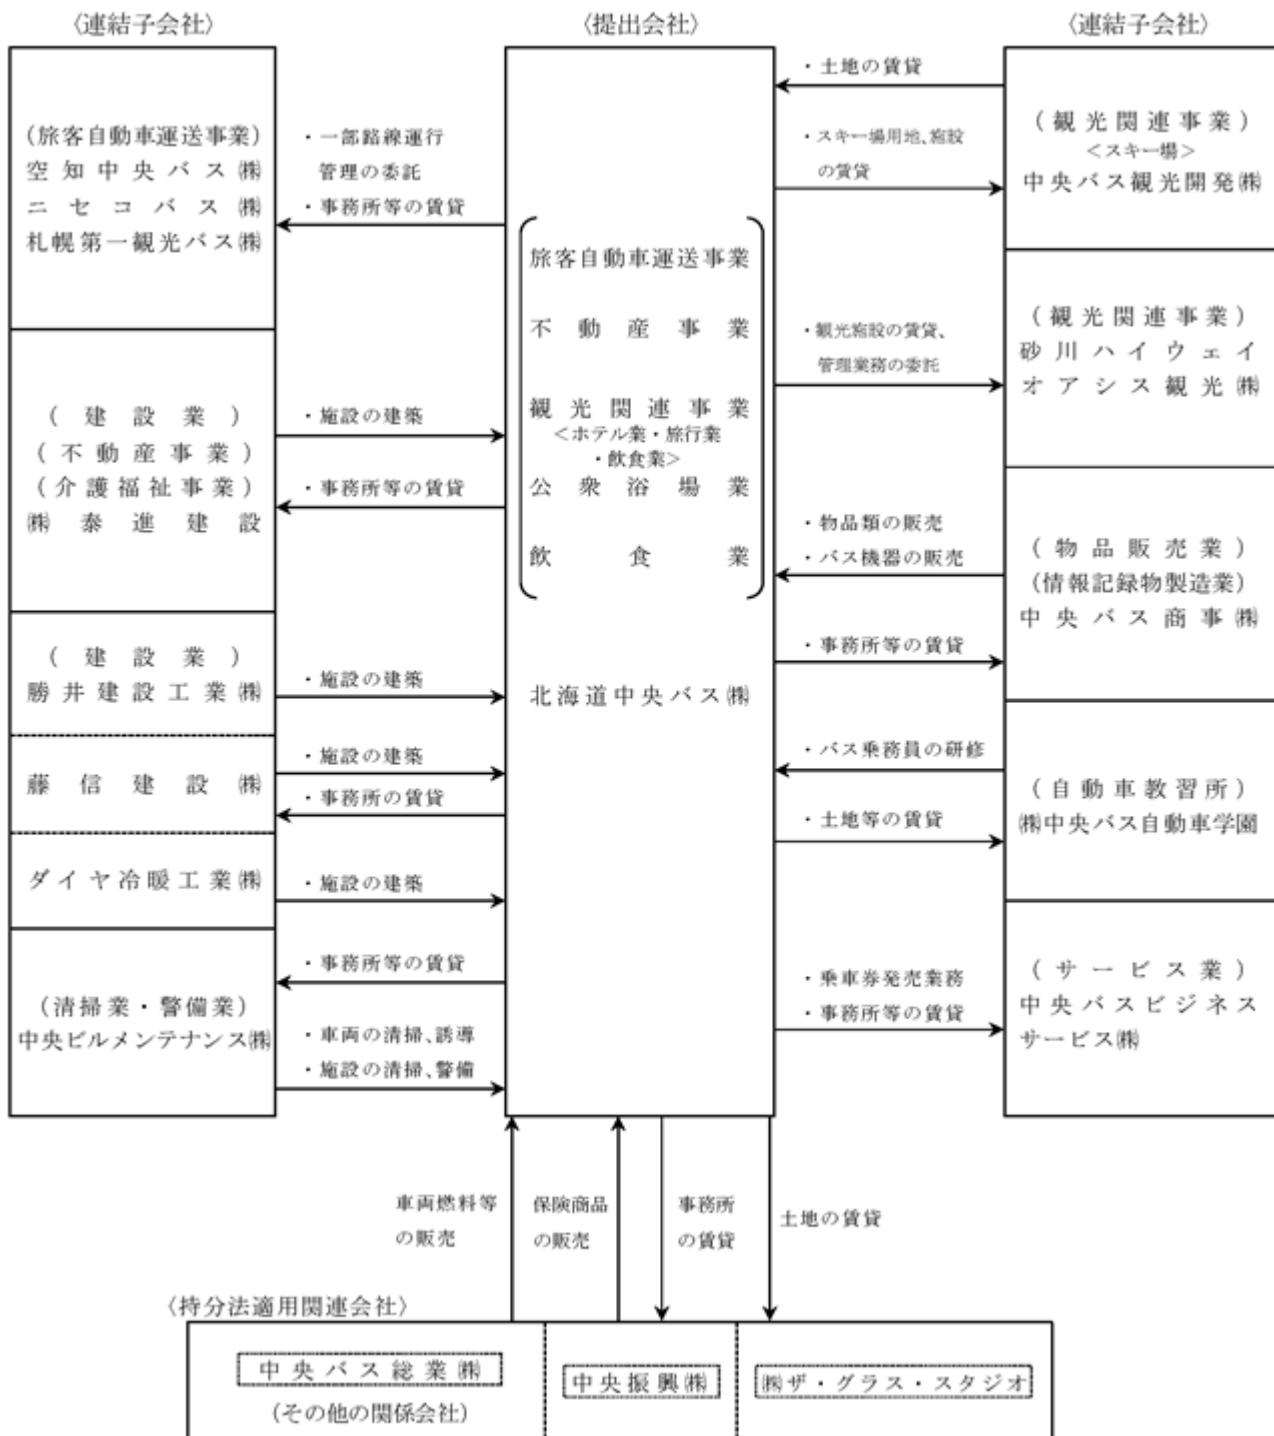 〈連結子会社〉
(旅客自動車運送事業)
空知中央バス㈱
ニセコバス㈱
札幌第一観光バス㈱
・一部路線運行
管理の委託
・事務所等の賃貸
(建設業)
(不動産事業)
(介護福祉事業)
㈱泰進建設
・施設の建築
・事務所等の賃貸
(建設業)
勝井建設工業㈱
・施設の建築
藤信建設㈱
・施設の建築
・事務所の賃貸
ダイヤ冷暖工業㈱
・施設の建築
(清掃業・警備業)
中央ビルメンテナンス㈱
・事務所等の賃貸
・車両の清掃、誘導
・施設の清掃、警備
〈提出会社〉
旅客自動車運送事業
不動産事業
観光関連事業
<ホテル業・旅行業
・飲食業>
公衆浴場業
飲食業
北海道中央バス㈱
〈連結子会社〉
・土地の賃貸
・スキー場用地、施設
の賃貸
(観光関連事業)
<スキー場>
中央バス観光開発㈱
・観光施設の賃貸、
管理業務の委託
(観光関連事業)
砂川ハイウェイ
オアシス観光㈱
・物品類の販売
・バス機器の販売
・事務所等の賃貸
(物品販売業)
(情報記録物製造業)
中央バス商事㈱
・バス乗務員の研修
・土地等の賃貸
(自動車教習所)
㈱中央バス自動車学園
・乗車券発売業務
・事務所等の賃貸
(サービス業)
中央バスビジネス
サービス㈱
車両燃料等
の販売
保険商品
の販売
事務所
の賃貸
土地の賃貸
〈持分法適用関連会社〉
中央バス総業㈱
(その他の関係会社)
中央振興㈱
㈱ザ・グラス・スタジオ